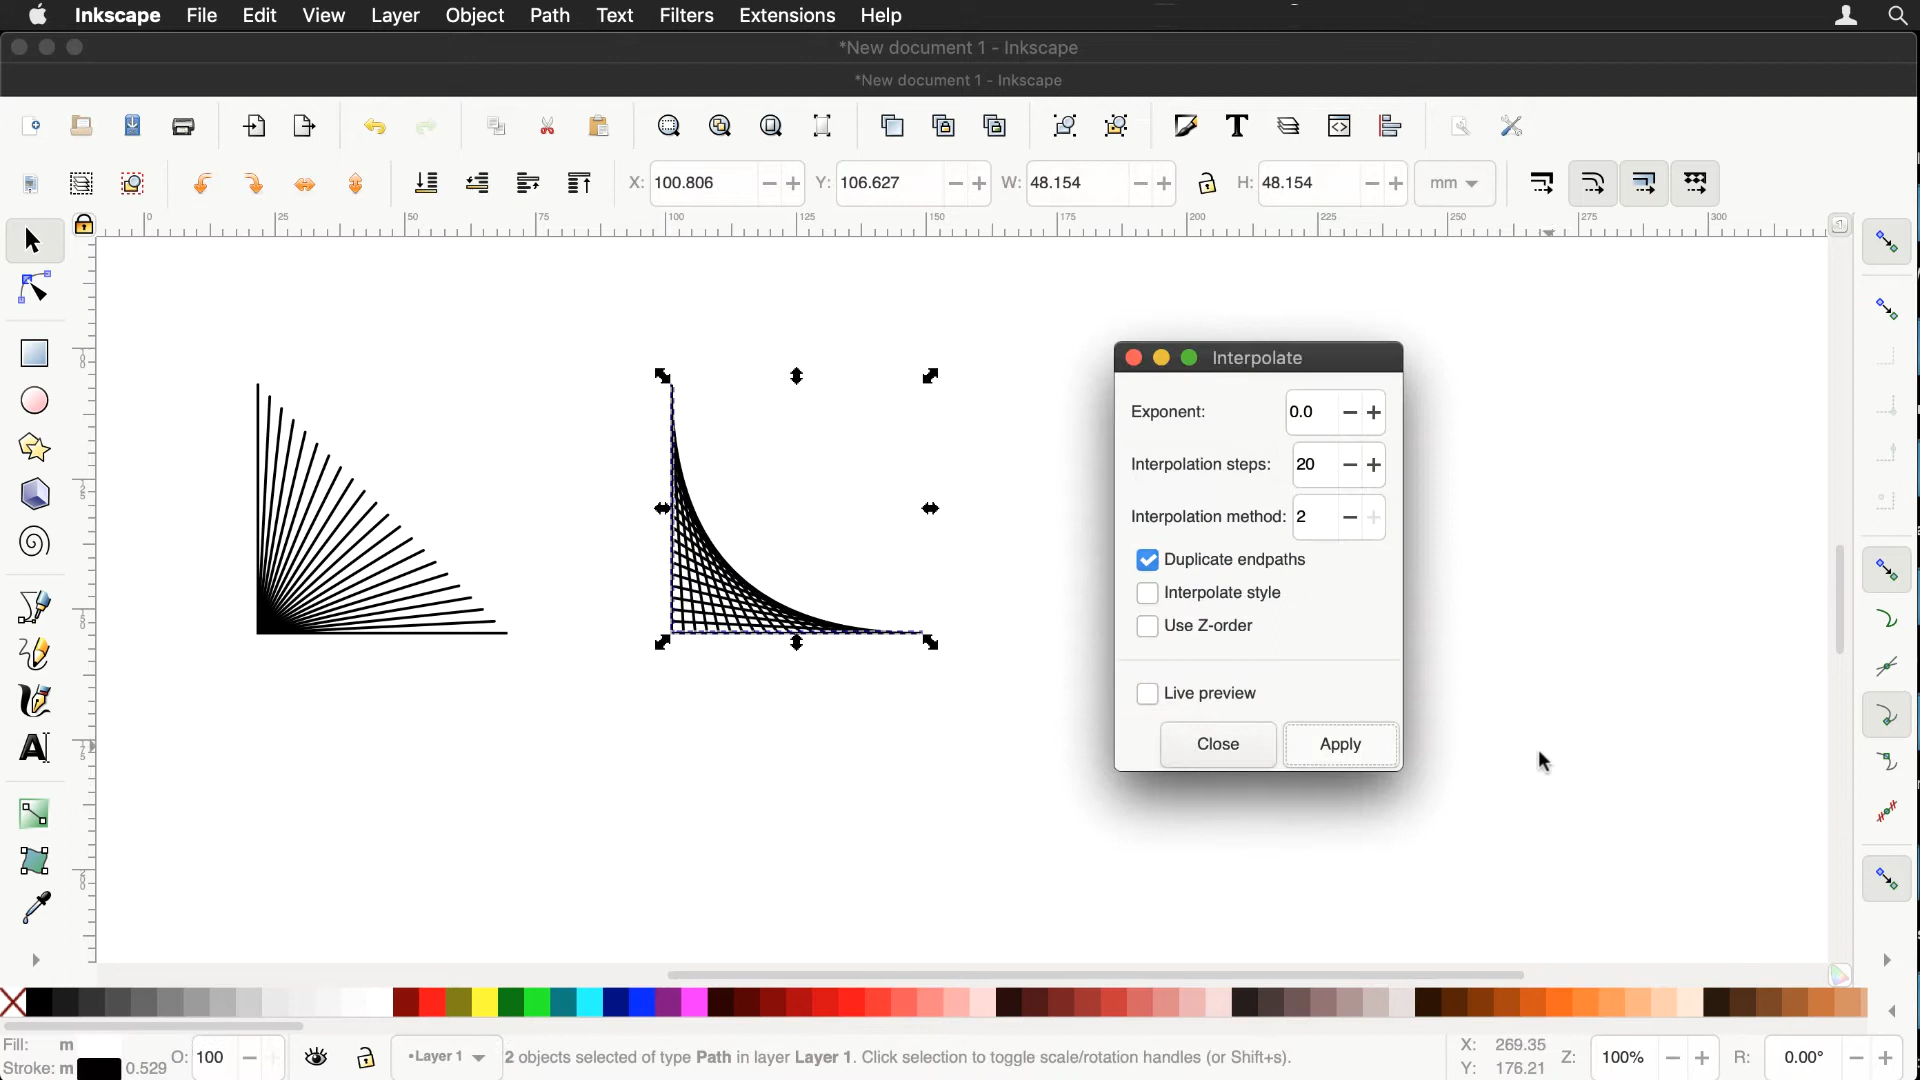 Inkscape File Edit View Layer Object Path Text Filters Extensions Help
*New document 1 - Inkscape
*New document 1 - Inkscape
X: 100.806 Y: 106.627 W: 48.154 H: 48.154 mm
0 25 50 75 100 125 150 175 200 225 250 275 300
Interpolate
Exponent: 0.0
Interpolation steps: 20
Interpolation method: 2
Duplicate endpaths
Interpolate style
Use Z-order
Live preview
Close Apply
Fill: m
Stroke: m 0.529
O: 100
•Layer 1
2 objects selected of type Path in layer Layer 1. Click selection to toggle scale/rotation handles (or Shift+s).
X: 269.35
Y: 176.21
Z: 100%
R: 0.00°